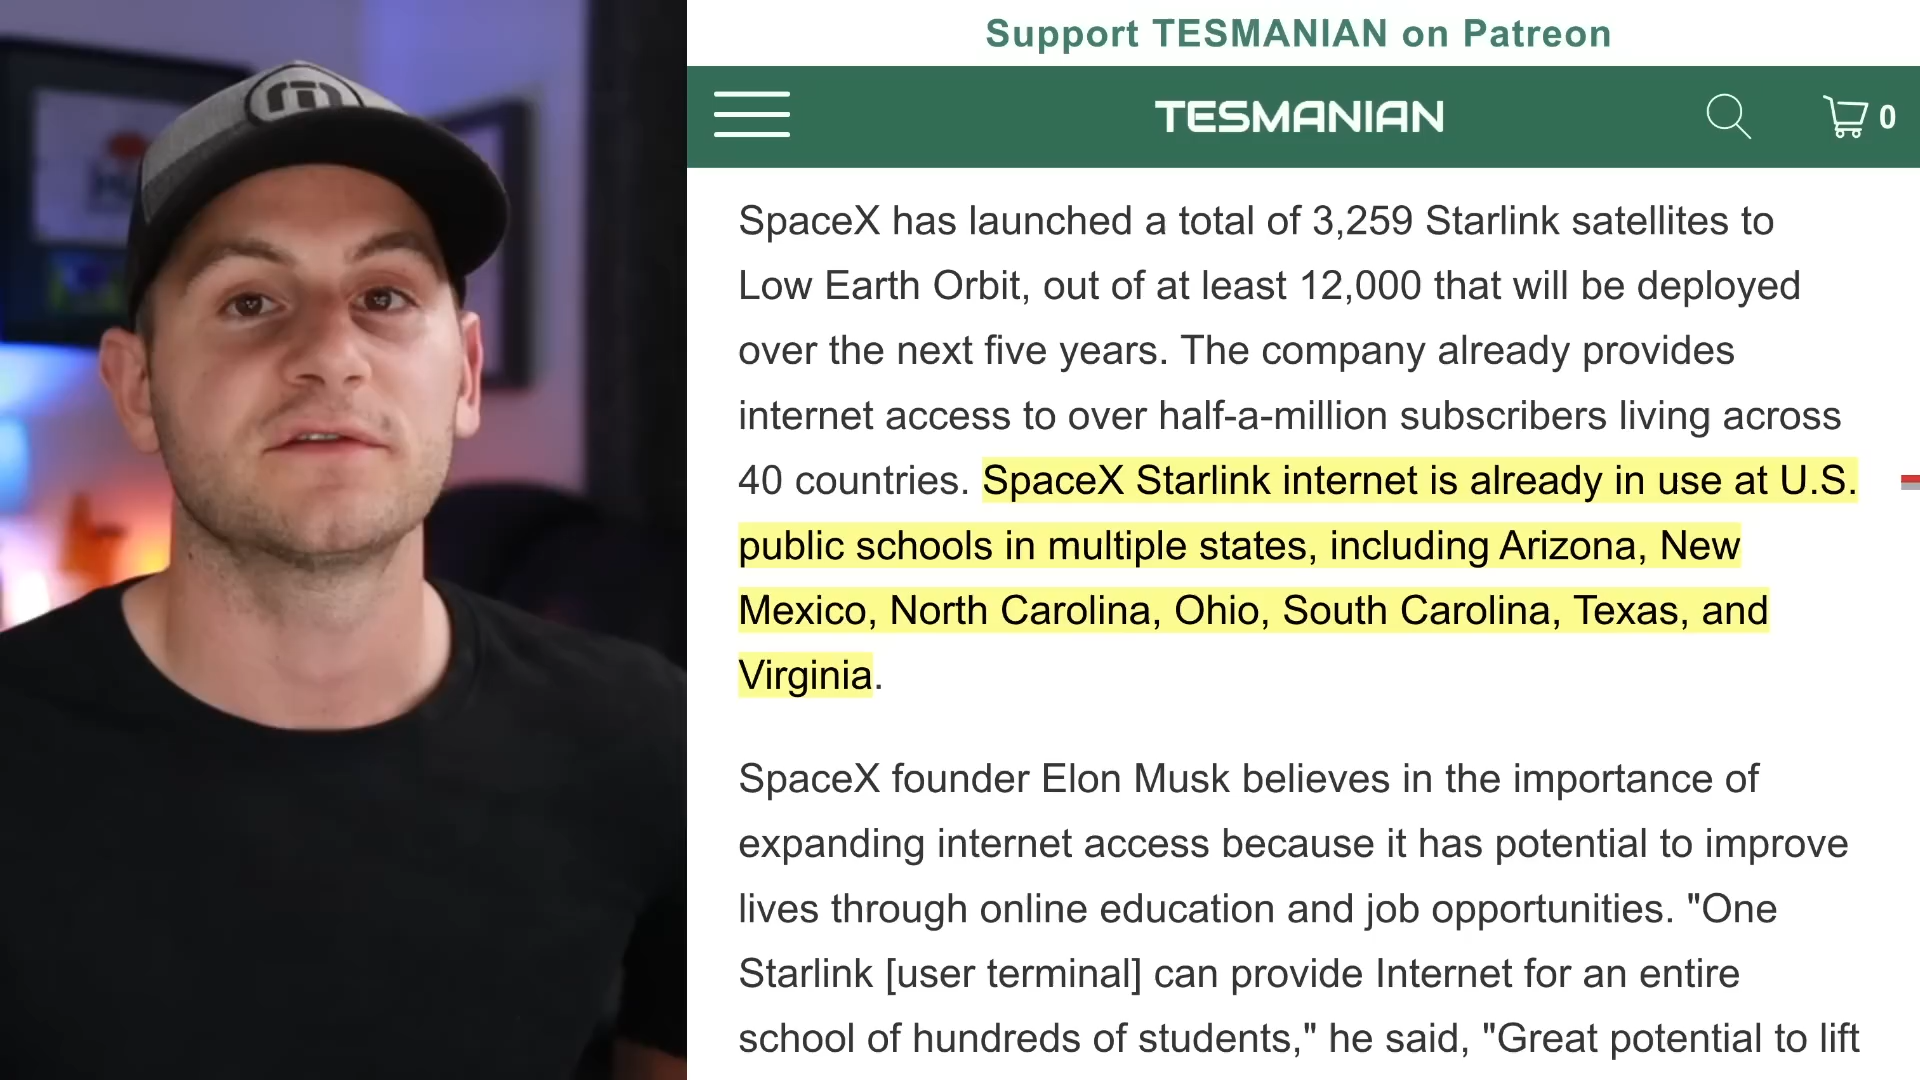 Support TESMANIAN on Patreon
TESMANIAN
0
SpaceX has launched a total of 3,259 Starlink satellites to
Low Earth Orbit, out of at least 12,000 that will be deployed
over the next five years. The company already provides
internet access to over half-a-million subscribers living across
40 countries. SpaceX Starlink internet is already in use at U.S.
public schools in multiple states, including Arizona, New
Mexico, North Carolina, Ohio, South Carolina, Texas, and
Virginia.
SpaceX founder Elon Musk believes in the importance of
expanding internet access because it has potential to improve
lives through online education and job opportunities. "One
Starlink [user terminal] can provide Internet for an entire
school of hundreds of students," he said, "Great potential to lift